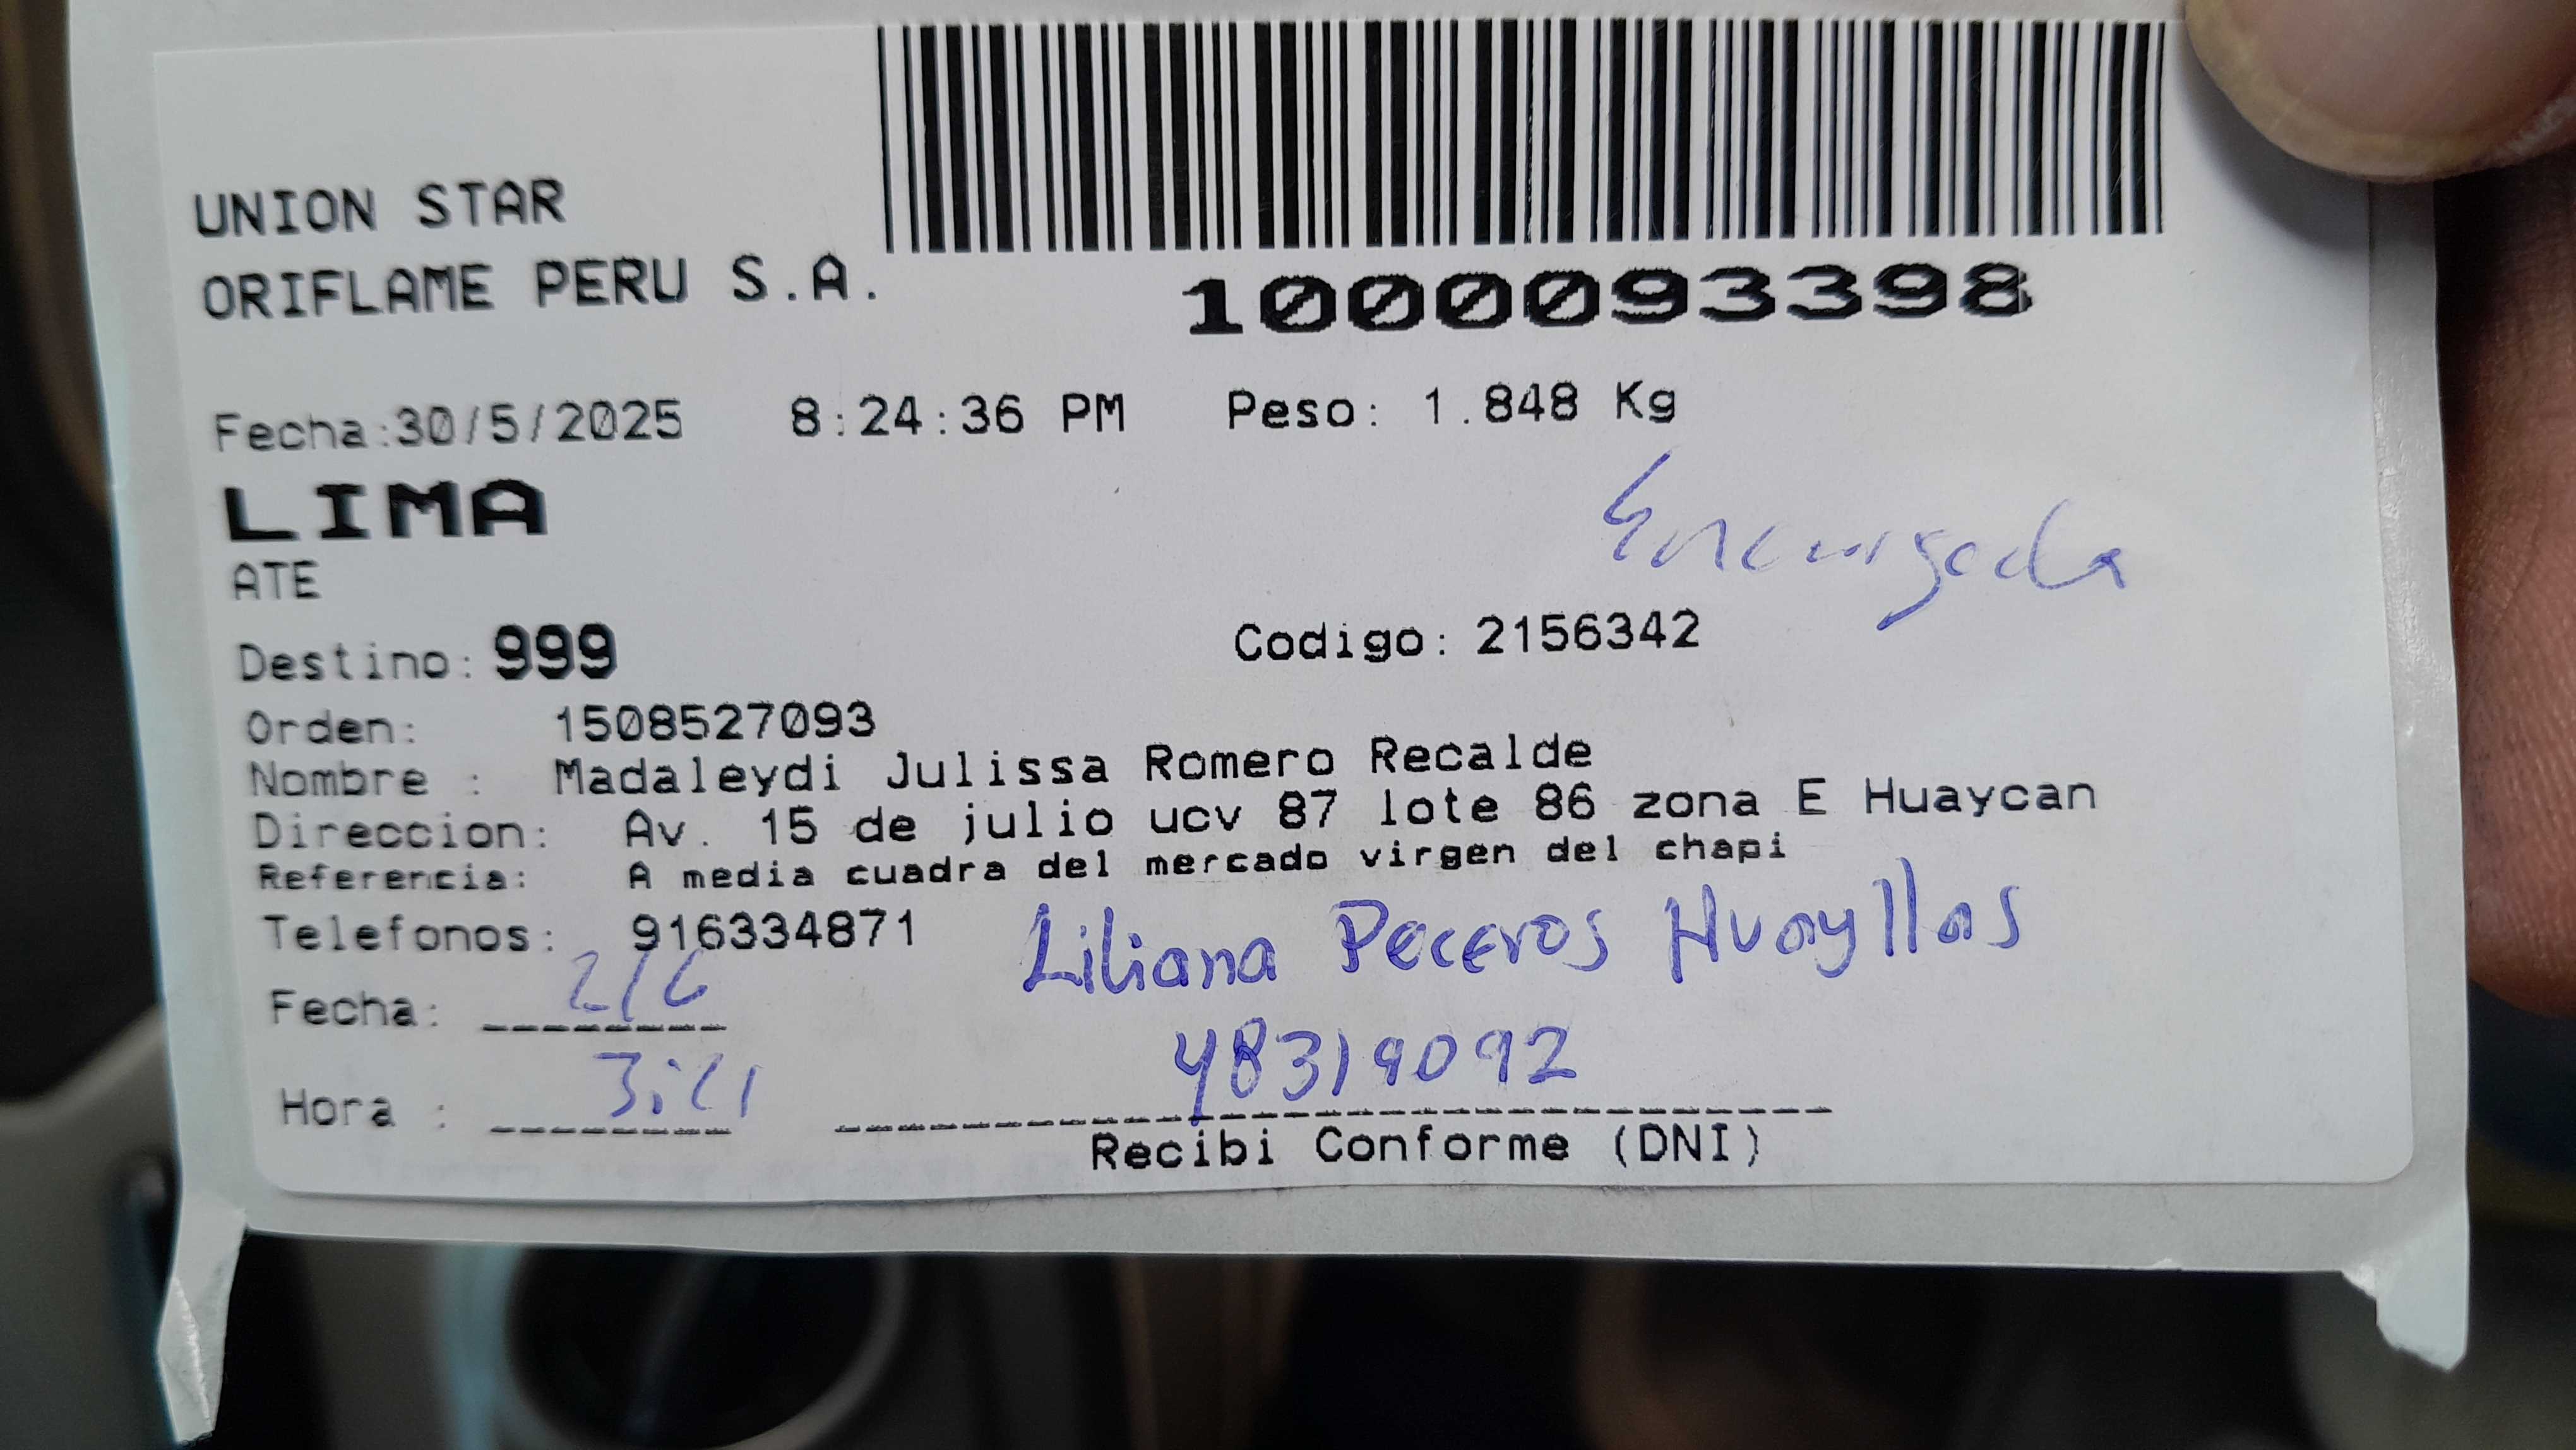 UNION STAR
ORIFLAME PERU S.A.
1000093398
Fecha:30/5/2025 8:24:36 PM Peso: 1.848 Kg
LIMA
Encargada
ATE
Destino: 999 Codigo: 2156342
Orden: 1508527093
Nombre : Madaleydi Julissa Romero Recalde
Direccion: Av. 15 de julio ucv 87 lote 86 zona E Huaycan
Referencia: A media cuadra del mercado virgen del chapi
Telefonos: 916334871
Liliana Peceros Huayllas
Fecha: 2/6
48319092
Hora :
Recibi Conforme (DNI)